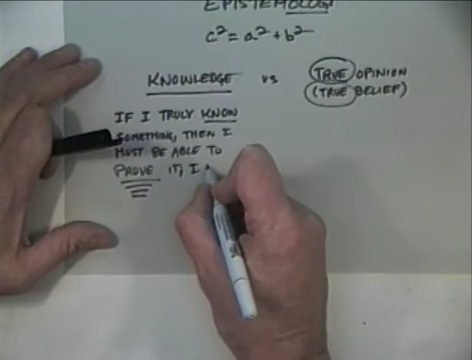 EPISTEMOLOGY
c² = a² + b²
KNOWLEDGE vs TRUE OPINION
(TRUE BELIEF)
IF I TRULY KNOW
SOMETHING, THEN I
MUST BE ABLE TO
PROVE IT, I